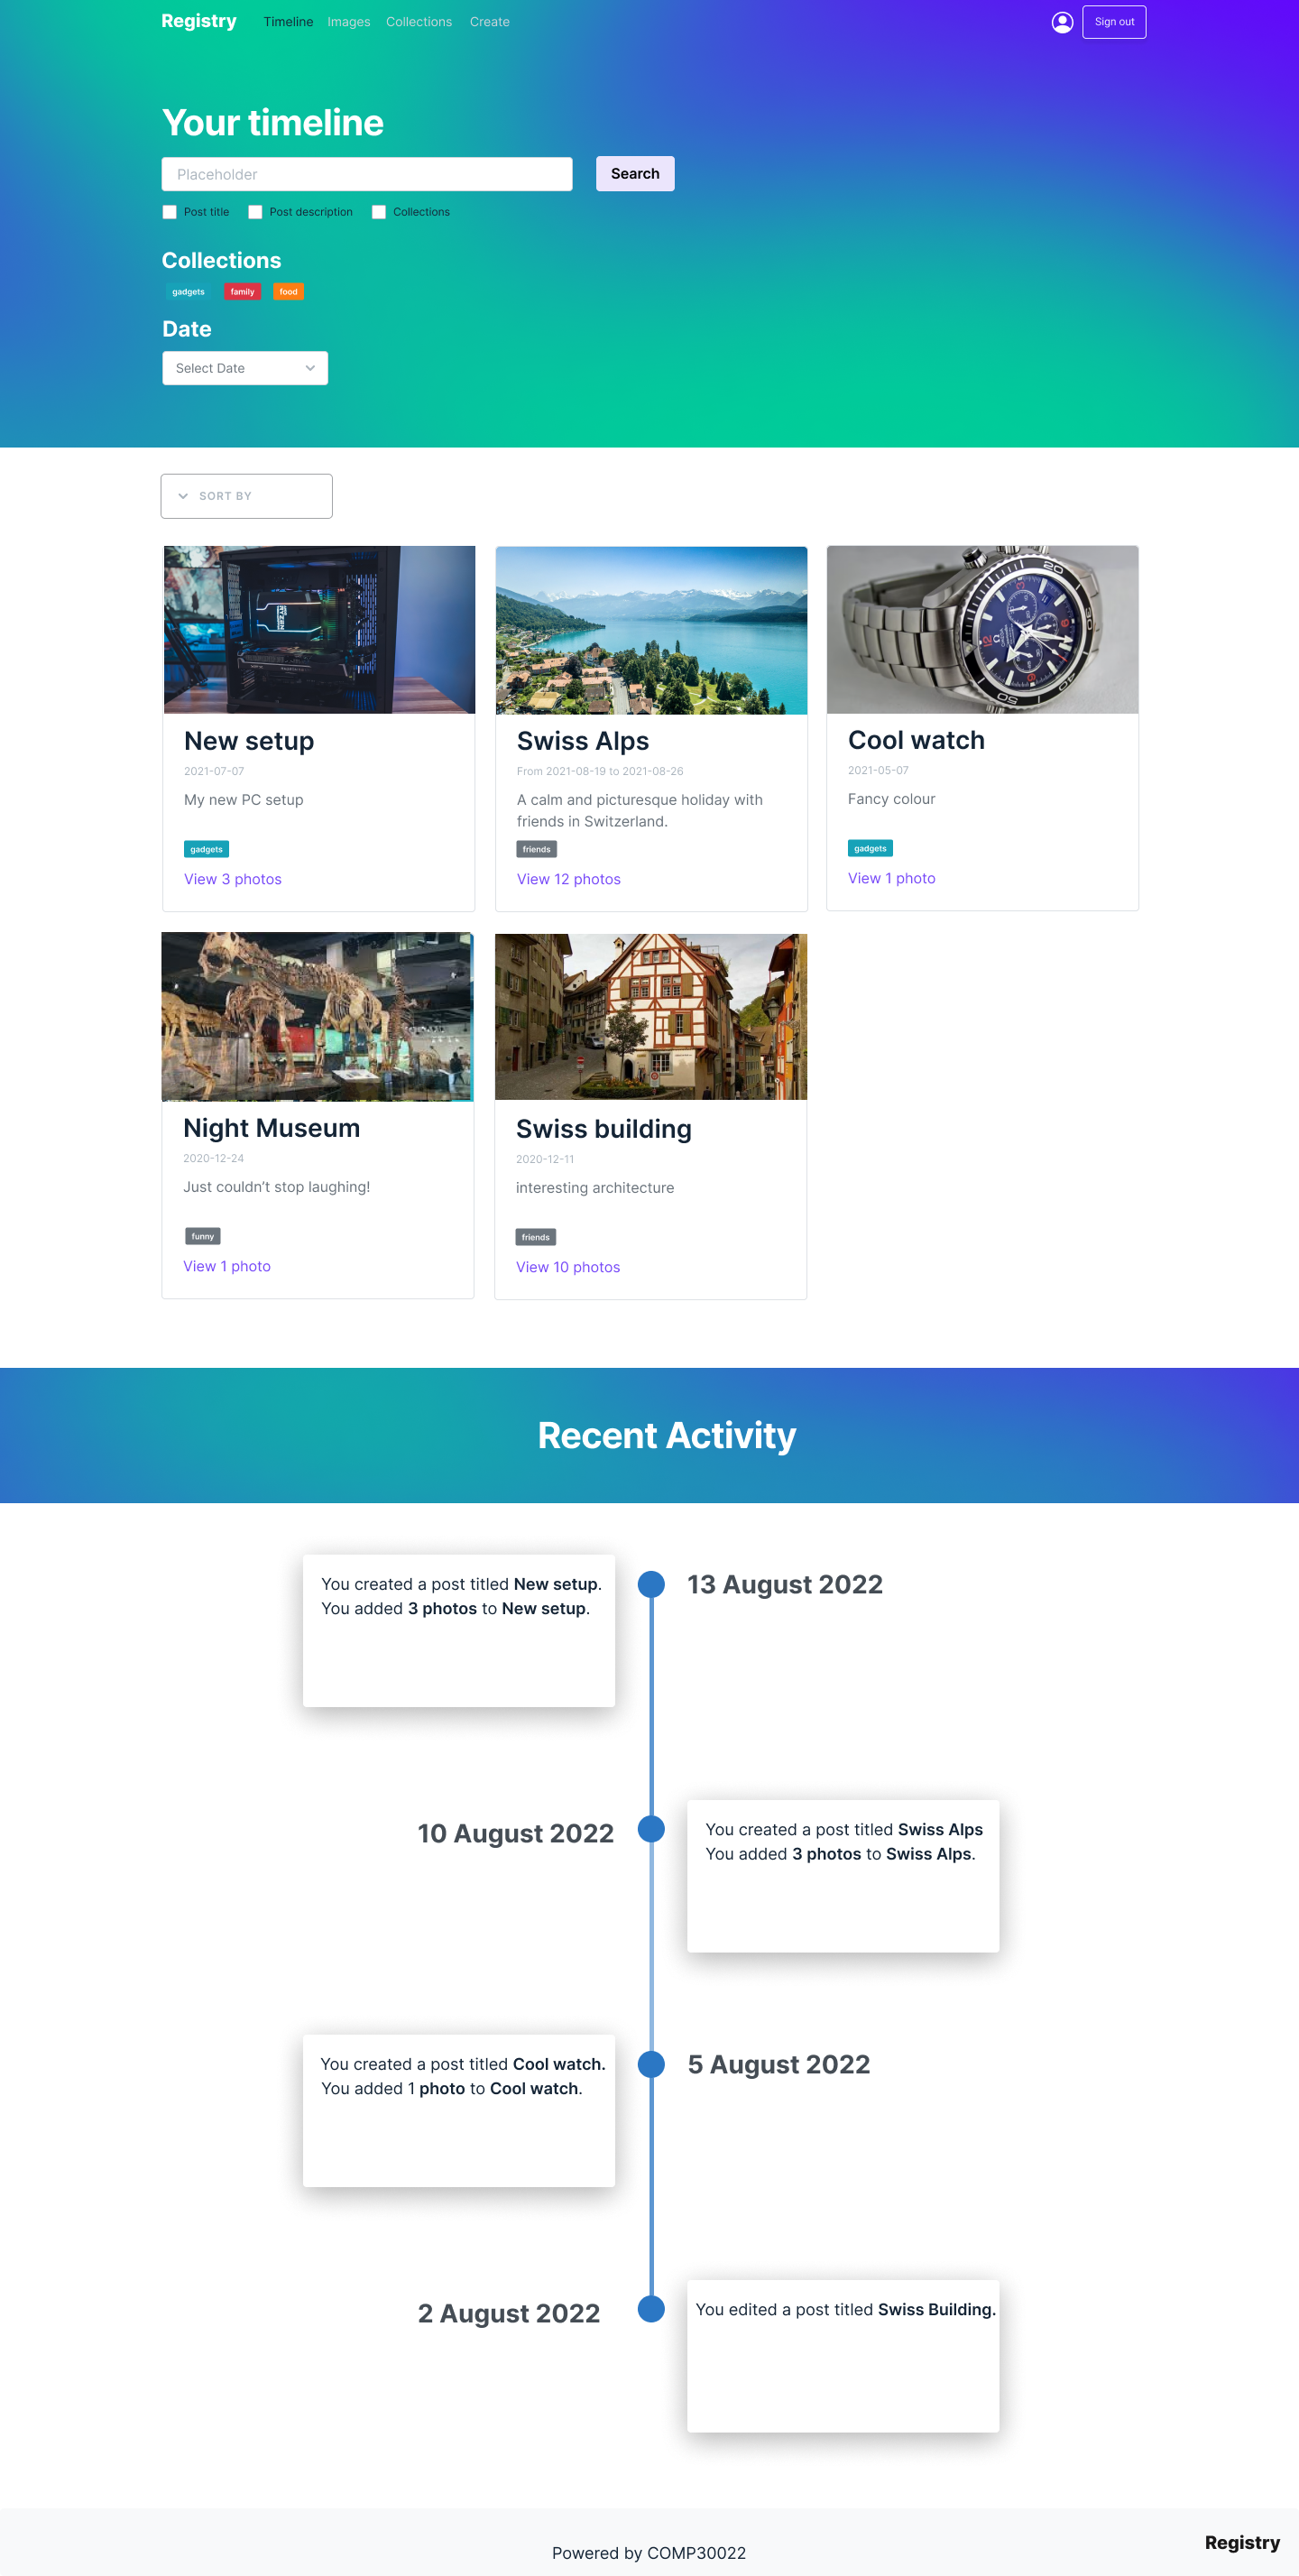 Registry Timeline Images Collections Create Sign out
Your timeline
Placeholder Search
Post title Post description Collections
Collections
gadgets family food
Date
Select Date
SORT BY
New setup
2021-07-07
My new PC setup
gadgets
View 3 photos
Swiss Alps
From 2021-08-19 to 2021-08-26
A calm and picturesque holiday with
friends in Switzerland.
friends
View 12 photos
Cool watch
2021-05-07
Fancy colour
gadgets
View 1 photo
Night Museum
2020-12-24
Just couldn’t stop laughing!
funny
View 1 photo
Swiss building
2020-12-11
interesting architecture
friends
View 10 photos
Recent Activity
13 August 2022
You created a post titled New setup.
You added 3 photos to New setup.
10 August 2022
You created a post titled Swiss Alps
You added 3 photos to Swiss Alps.
5 August 2022
You created a post titled Cool watch.
You added 1 photo to Cool watch.
2 August 2022
You edited a post titled Swiss Building.
Powered by COMP30022
Registry